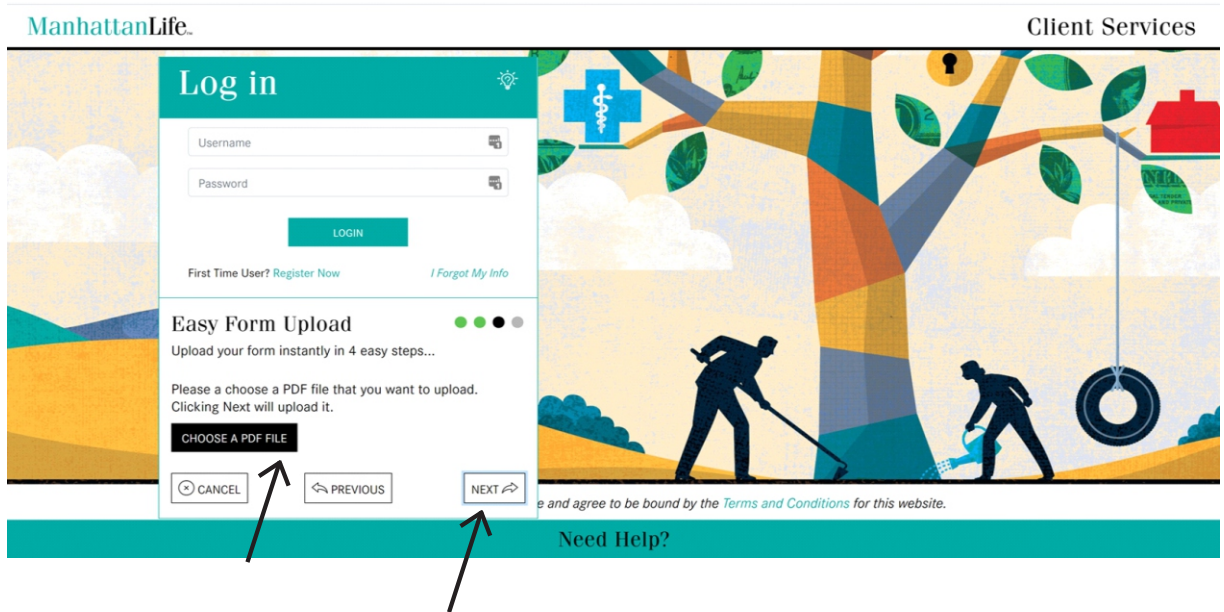 ManhattanLife™
Client Services
Log in
Username
Password
LOGIN
First Time User? Register Now
I Forgot My Info
Easy Form Upload
Upload your form instantly in 4 easy steps...
Please a choose a PDF file that you want to upload.
Clicking Next will upload it.
CHOOSE A PDF FILE
CANCEL
PREVIOUS
NEXT
e and agree to be bound by the Terms and Conditions for this website.
Need Help?